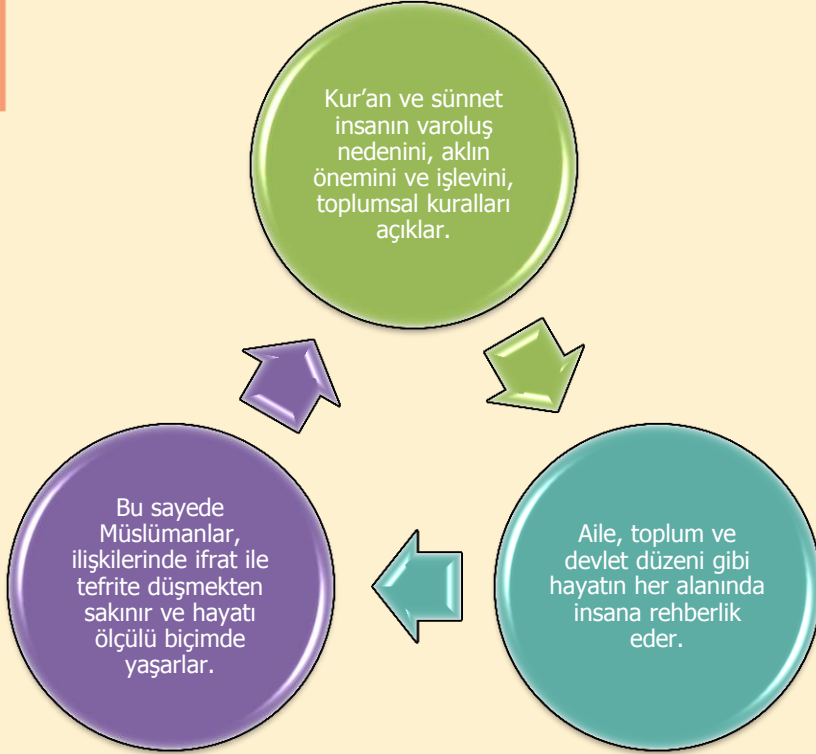 Kur’an ve sünnet
insanın varoluş
nedenini, aklın
önemini ve işlevini,
toplumsal kuralları
açıklar.
Aile, toplum ve
devlet düzeni gibi
hayatın her alanında
insana rehberlik
eder.
Bu sayede
Müslümanlar,
ilişkilerinde ifrat ile
tefrite düşmekten
sakınır ve hayatı
ölçülü biçimde
yaşarlar.